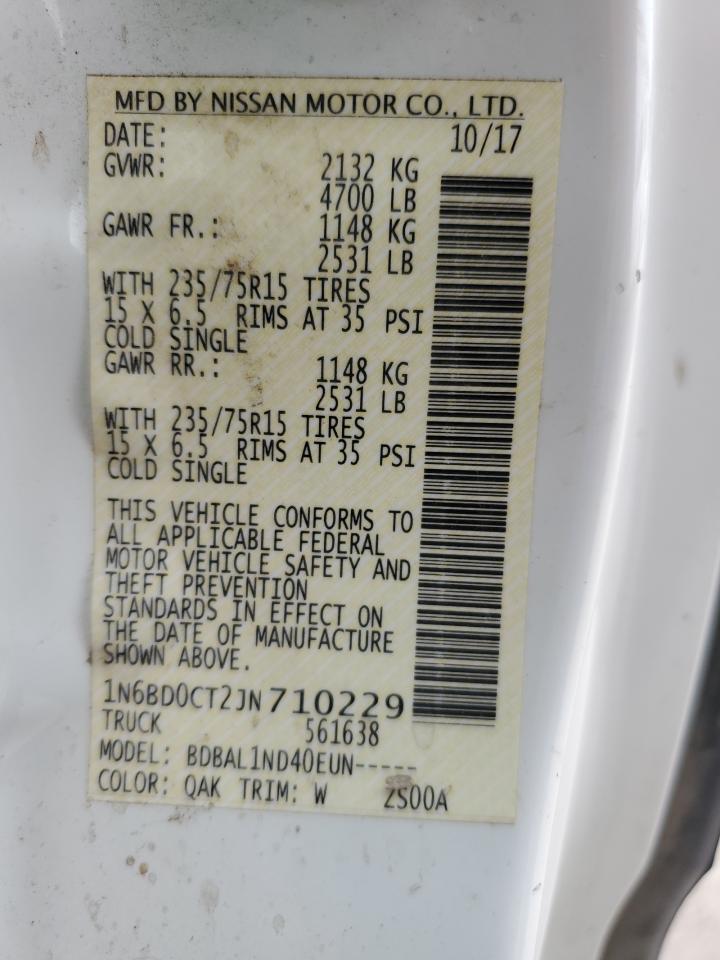 MFD BY NISSAN MOTOR CO., LTD.
DATE: 10/17
GVWR: 2132 KG
4700 LB
GAWR FR.: 1148 KG
2531 LB
WITH 235/75R15 TIRES
15 X 6.5 RIMS AT 35 PSI
COLD SINGLE
GAWR RR.: 1148 KG
2531 LB
WITH 235/75R15 TIRES
15 X 6.5 RIMS AT 35 PSI
COLD SINGLE
THIS VEHICLE CONFORMS TO
ALL APPLICABLE FEDERAL
MOTOR VEHICLE SAFETY AND
THEFT PREVENTION
STANDARDS IN EFFECT ON
THE DATE OF MANUFACTURE
SHOWN ABOVE.
1N6BD0CT2JN710229
TRUCK 561638
MODEL: BDBAL1ND40EUN-----
COLOR: QAK TRIM: W ZS00A